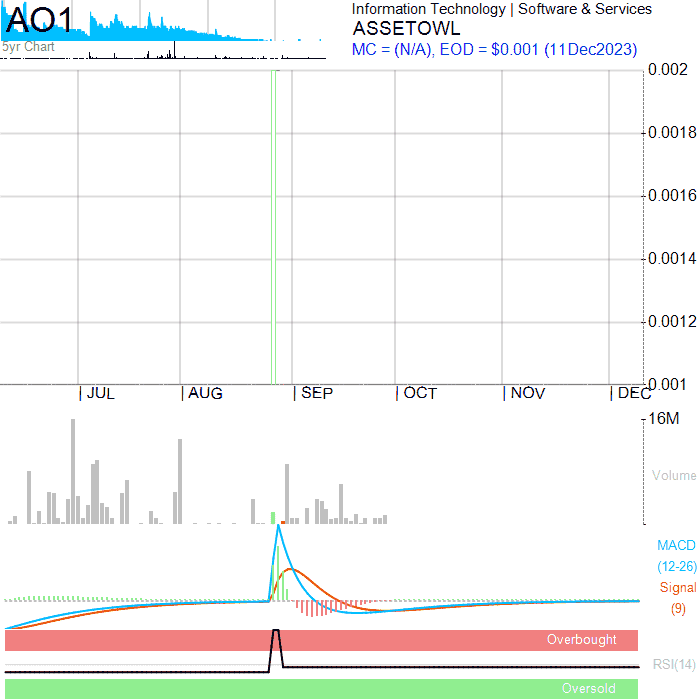 AO1
5yr Chart
Information Technology | Software & Services
ASSETOWL
MC = (N/A), EOD = $0.001 (11Dec2023)
0.002
0.0018
0.0016
0.0014
0.0012
0.001
JUL AUG SEP OCT NOV DEC
16M
Volume
MACD
(12-26)
Signal
(9)
Overbought
RSI(14)
Oversold